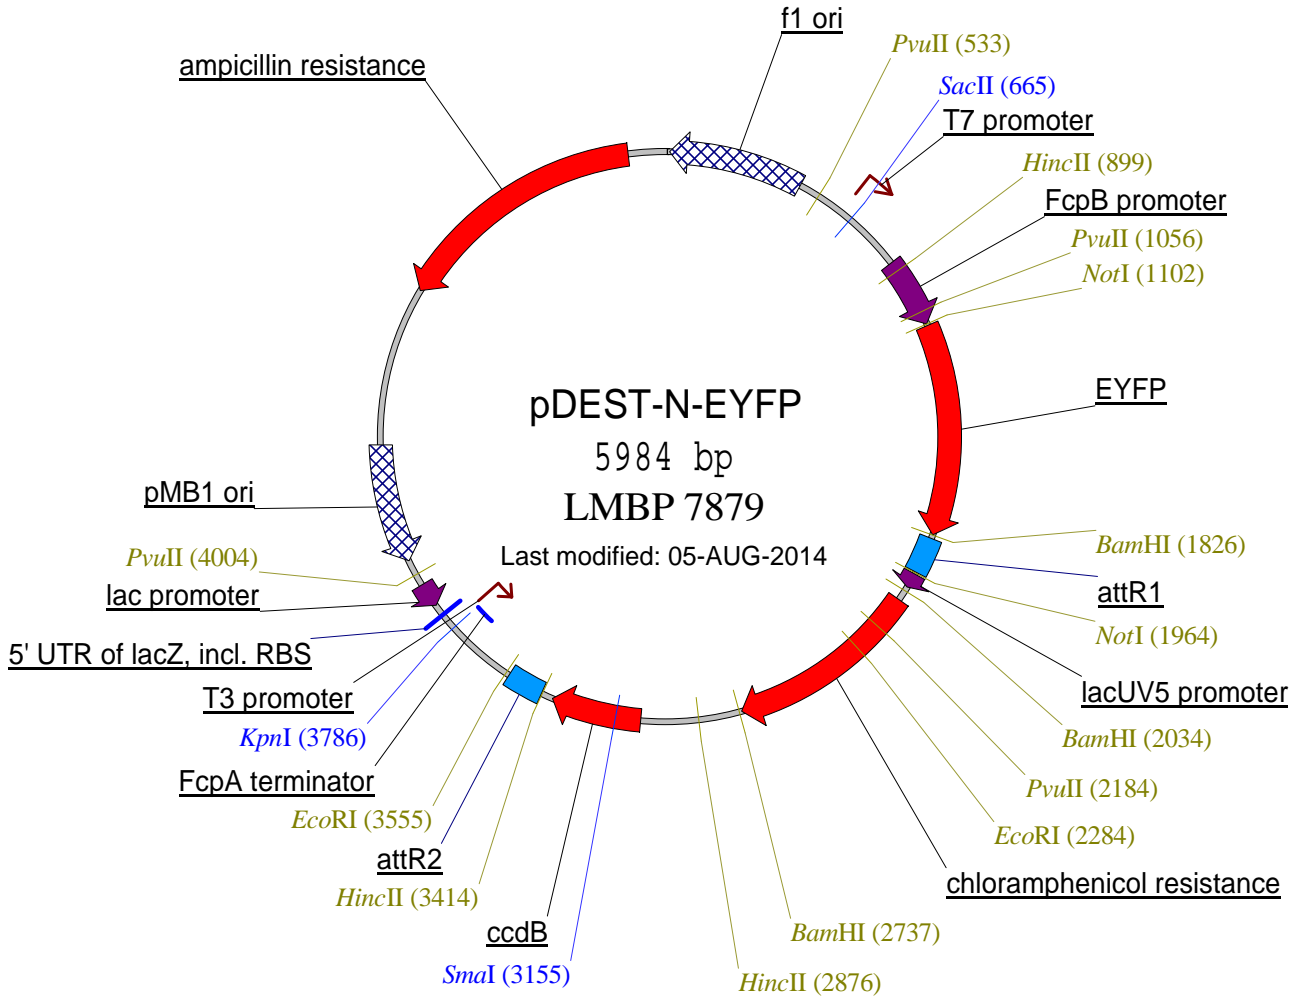 f1 ori
PvuII (533)
ampicillin resistance
SacII (665)
T7 promoter
HincII (899)
FcpB promoter
PvuII (1056)
NotI (1102)
EYFP
pDEST-N-EYFP
5984 bp
LMBP 7879
Last modified: 05-AUG-2014
pMB1 ori
PvuII (4004)
lac promoter
5' UTR of lacZ, incl. RBS
T3 promoter
KpnI (3786)
FcpA terminator
EcoRI (3555)
attR2
HincII (3414)
ccdB
SmaI (3155)
BamHI (1826)
attR1
NotI (1964)
lacUV5 promoter
BamHI (2034)
PvuII (2184)
EcoRI (2284)
chloramphenicol resistance
BamHI (2737)
HincII (2876)